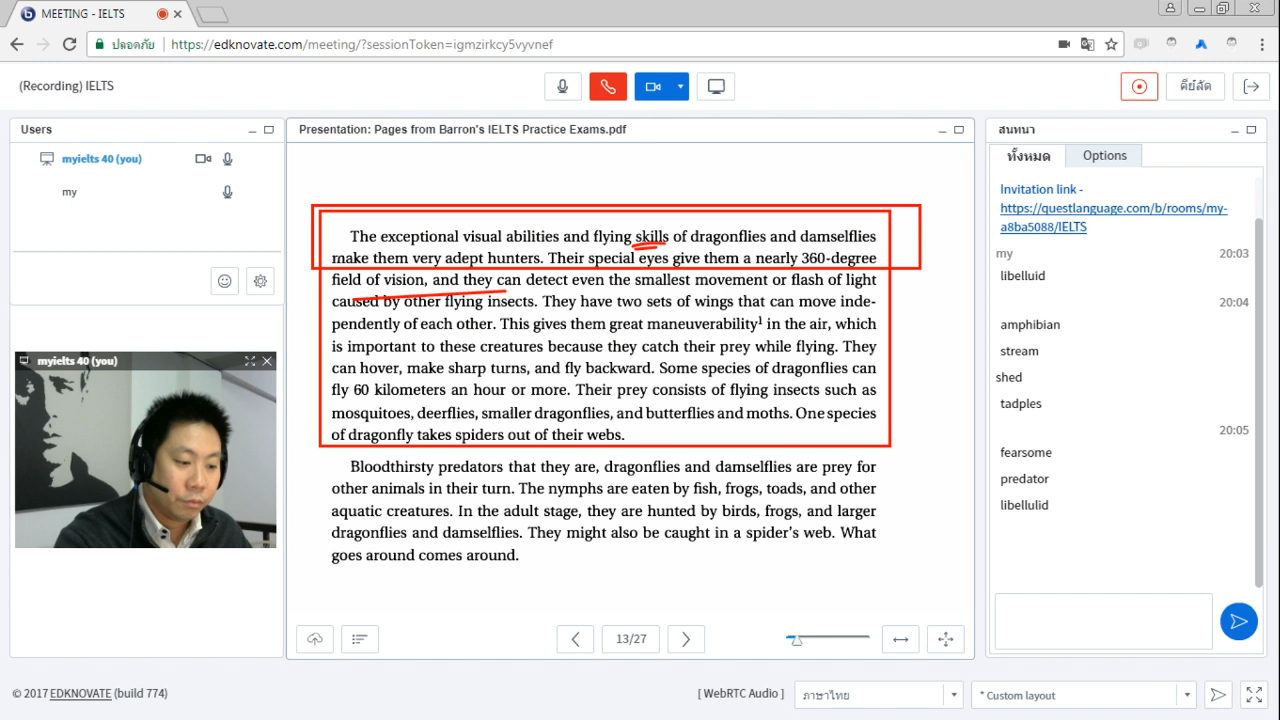 MEETING - IELTS
ปลอดภัย
https://edknovate.com/meeting/?sessionToken=igmzirkcy5vyvnef
(Recording) IELTS
คีย์ลัด
Users
myielts 40 (you)
my
myielts 40 (you)
Presentation: Pages from Barron's IELTS Practice Exams.pdf
The exceptional visual abilities and flying skills of dragonflies and damselflies
make them very adept hunters. Their special eyes give them a nearly 360-degree
field of vision, and they can detect even the smallest movement or flash of light
caused by other flying insects. They have two sets of wings that can move inde-
pendently of each other. This gives them great maneuverability¹ in the air, which
is important to these creatures because they catch their prey while flying. They
can hover, make sharp turns, and fly backward. Some species of dragonflies can
fly 60 kilometers an hour or more. Their prey consists of flying insects such as
mosquitoes, deerflies, smaller dragonflies, and butterflies and moths. One species
of dragonfly takes spiders out of their webs.
Bloodthirsty predators that they are, dragonflies and damselflies are prey for
other animals in their turn. The nymphs are eaten by fish, frogs, toads, and other
aquatic creatures. In the adult stage, they are hunted by birds, frogs, and larger
dragonflies and damselflies. They might also be caught in a spider's web. What
goes around comes around.
13/27
สนทนา
ทั้งหมด
Options
Invitation link -
https://questlanguage.com/b/rooms/my-
a8ba5088/IELTS
my 20:03
libelluid
20:04
amphibian
stream
shed
tadples
20:05
fearsome
predator
libellulid
© 2017 EDKNOVATE (build 774)
[ WebRTC Audio ]
ภาษาไทย
* Custom layout